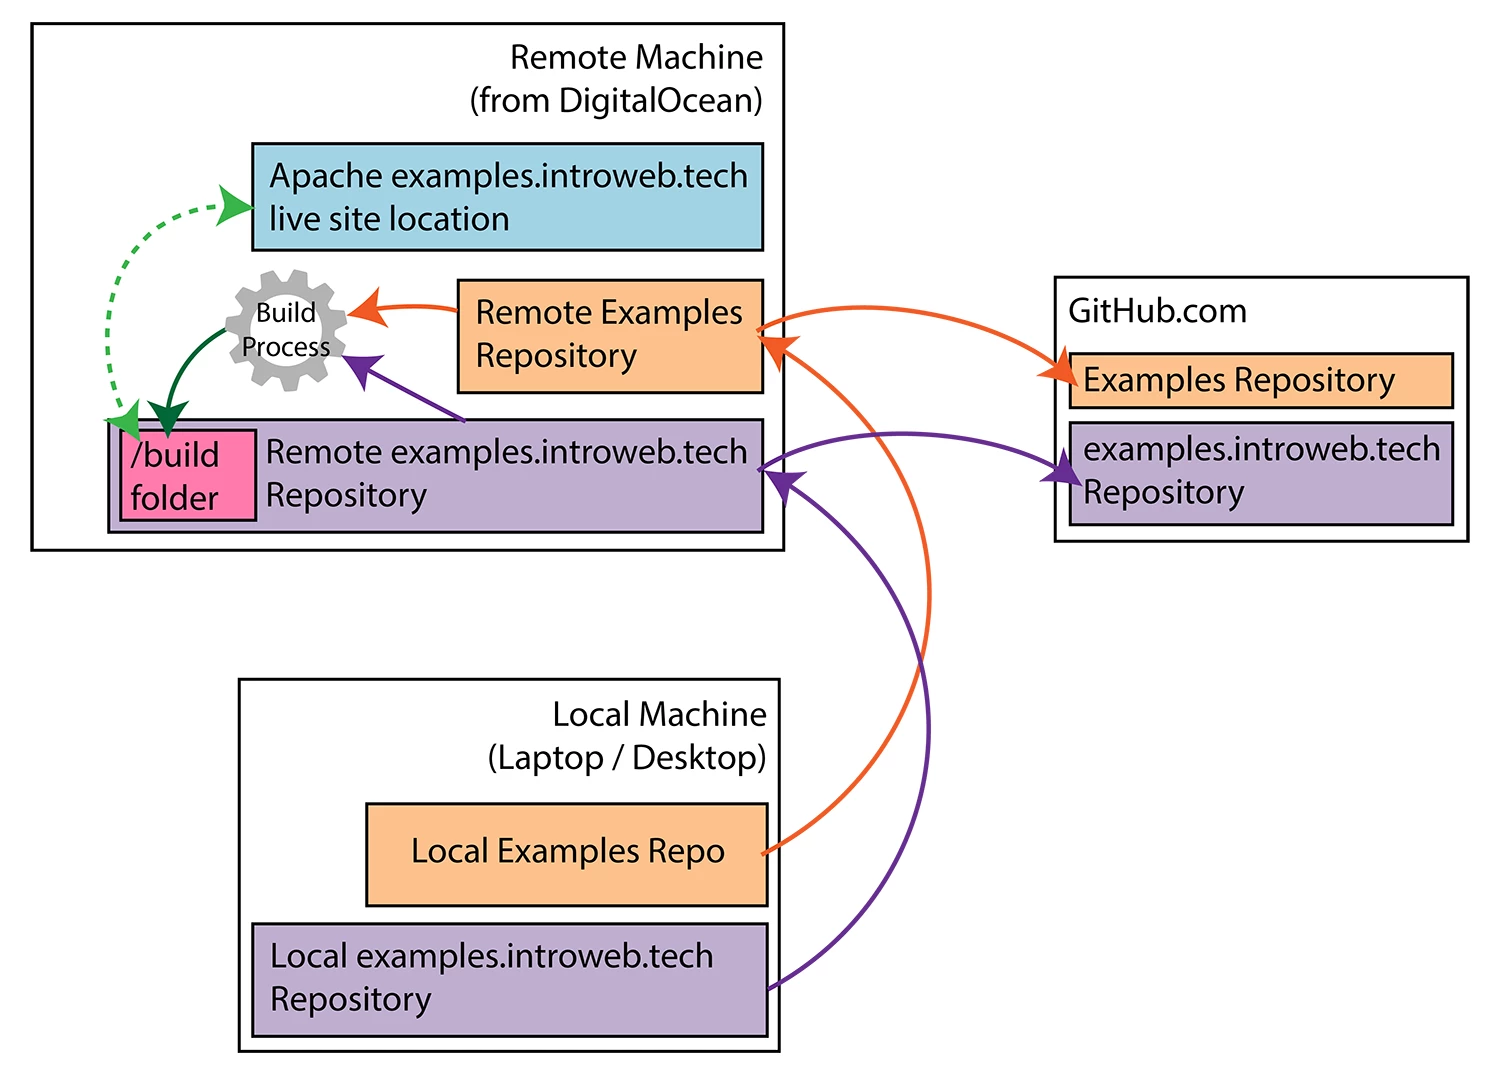 Remote Machine
(from DigitalOcean)
Apache examples.introweb.tech
live site location
Build
Process
Remote Examples
Repository
/build
folder
Remote examples.introweb.tech
Repository
GitHub.com
Examples Repository
examples.introweb.tech
Repository
Local Machine
(Laptop / Desktop)
Local Examples Repo
Local examples.introweb.tech
Repository